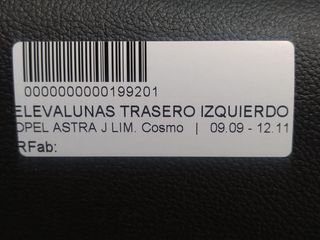 0000000000199201
ELEVALUNAS TRASERO IZQUIERDO
OPEL ASTRA J LIM. Cosmo | 09.09 - 12.11
RFab: